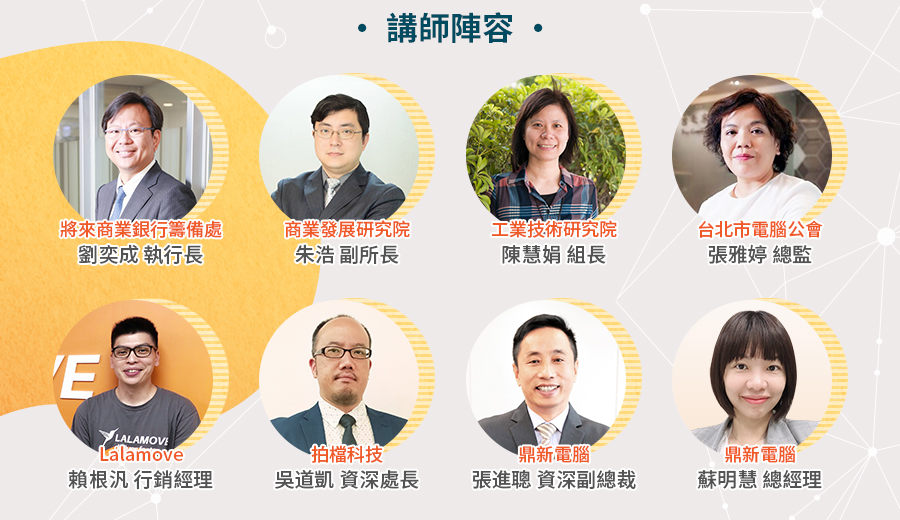 • 講師陣容 •
將來商業銀行籌備處
劉奕成 執行長
商業發展研究院
朱浩 副所長
工業技術研究院
陳慧娟 組長
台北市電腦公會
張雅婷 總監
VE
LALAMOVE
Lalamove
賴根汎 行銷經理
拍檔科技
吳道凱 資深處長
鼎新電腦
張進聰 資深副總裁
鼎新電腦
蘇明慧 總經理